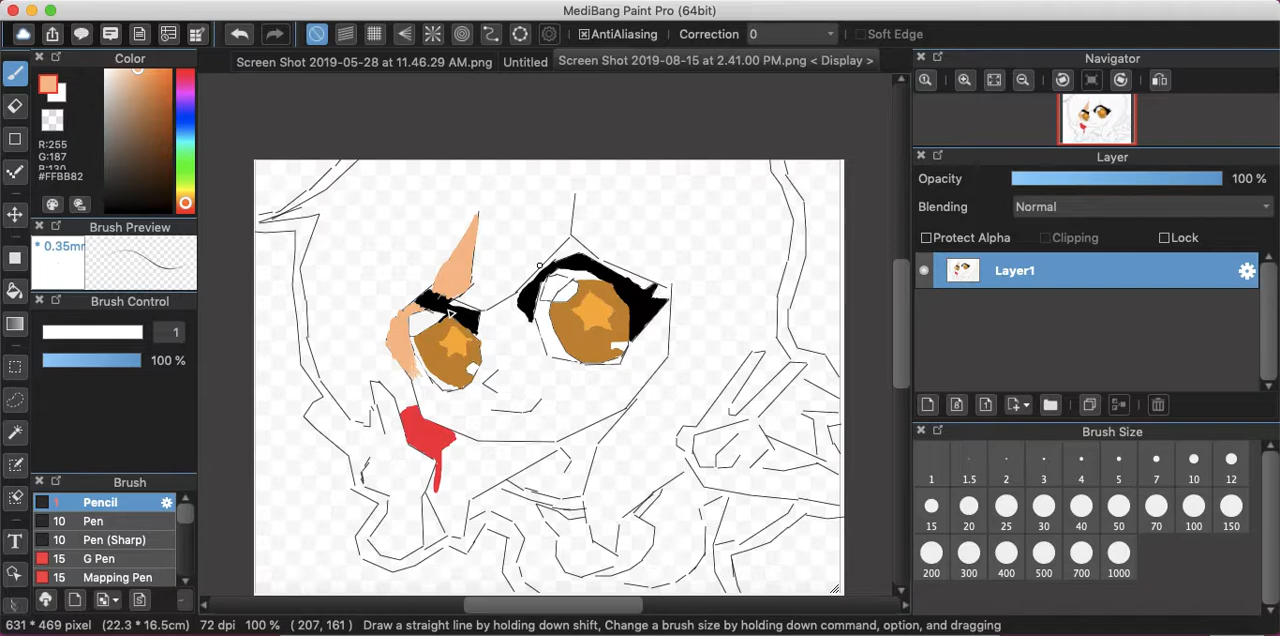 MediBang Paint Pro (64bit)
AntiAliasing Correction 0 Soft Edge
Color
Screen Shot 2019-05-28 at 11.46.29 AM.png Untitled Screen Shot 2019-08-15 at 2.41.00 PM.png < Display >
Navigator
R:255
G:187
B:130
#FFBB82
Brush Preview
* 0.35mm
Brush Control
1
100 %
Layer
Opacity 100 %
Blending Normal
Protect Alpha Clipping Lock
Layer1
Brush
1 Pencil
10 Pen
10 Pen (Sharp)
15 G Pen
15 Mapping Pen
T
Brush Size
1 1.5 2 3 4 5 7 10 12
15 20 25 30 40 50 70 100 150
200 300 400 500 700 1000
631 * 469 pixel (22.3 * 16.5cm) 72 dpi 100 % ( 207, 161 ) Draw a straight line by holding down shift, Change a brush size by holding down command, option, and dragging